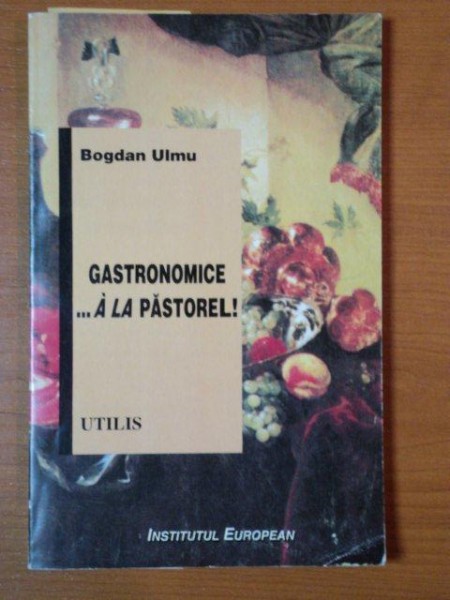 Bogdan Ulmu
GASTRONOMICE
... À LA PĂSTOREL!
UTILIS
INSTITUTUL EUROPEAN